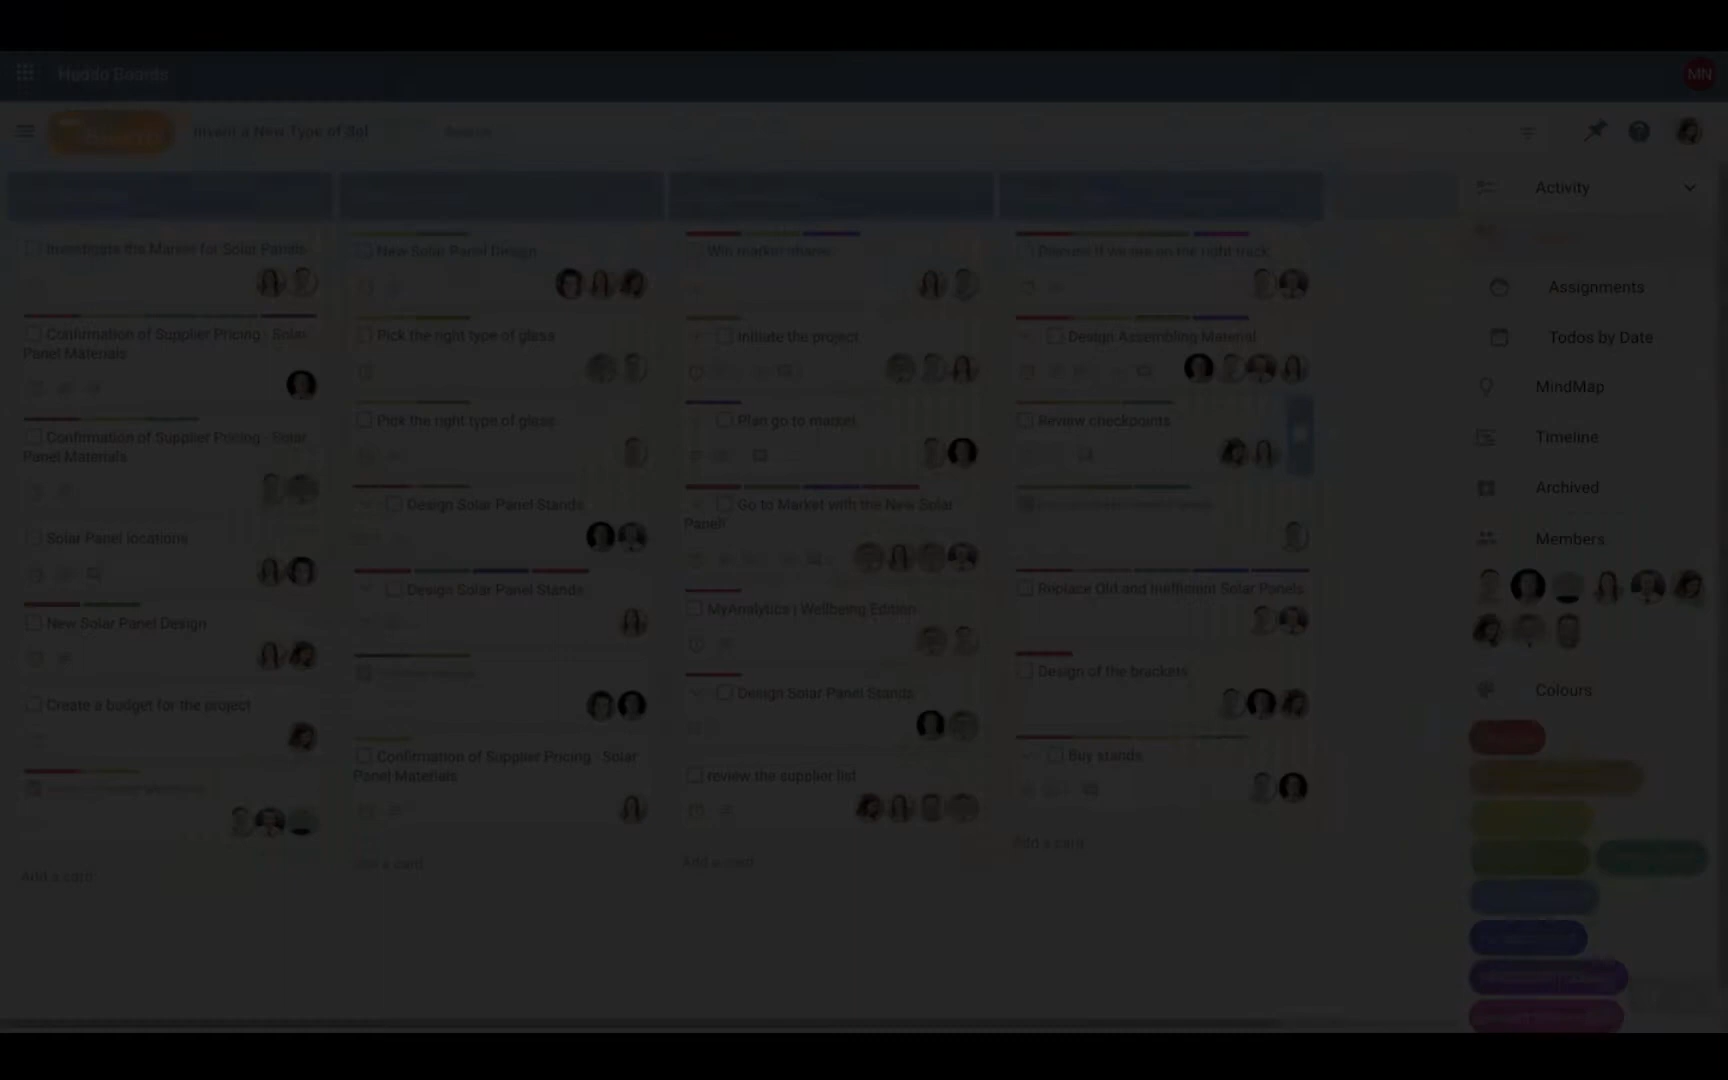 Huddo Boards
MN
Invent a New Type of Sol
Activity
Investigate the Market for Solar Panels
New Solar Panel Design
Win market share
Discuss if we are on the right track
Assignments
Confirmation of Supplier Pricing - Solar
Panel Materials
Pick the right type of glass
Initiate the project
Design Assembling Material
Todos by Date
MindMap
Confirmation of Supplier Pricing - Solar
Panel Materials
Pick the right type of glass
Plan go to market
Review checkpoints
Timeline
Archived
Solar Panel locations
Design Solar Panel Stands
Go to Market with the New Solar
Panel!
Members
New Solar Panel Design
Design Solar Panel Stands
MyAnalytics | Wellbeing Edition
Replace Old and Inefficient Solar Panels
Create a budget for the project
Design Solar Panel Stands
Design of the brackets
Colours
Confirmation of Supplier Pricing - Solar
Panel Materials
review the supplier list
Buy stands
Add a card
Add a card
Add a card
Add a card